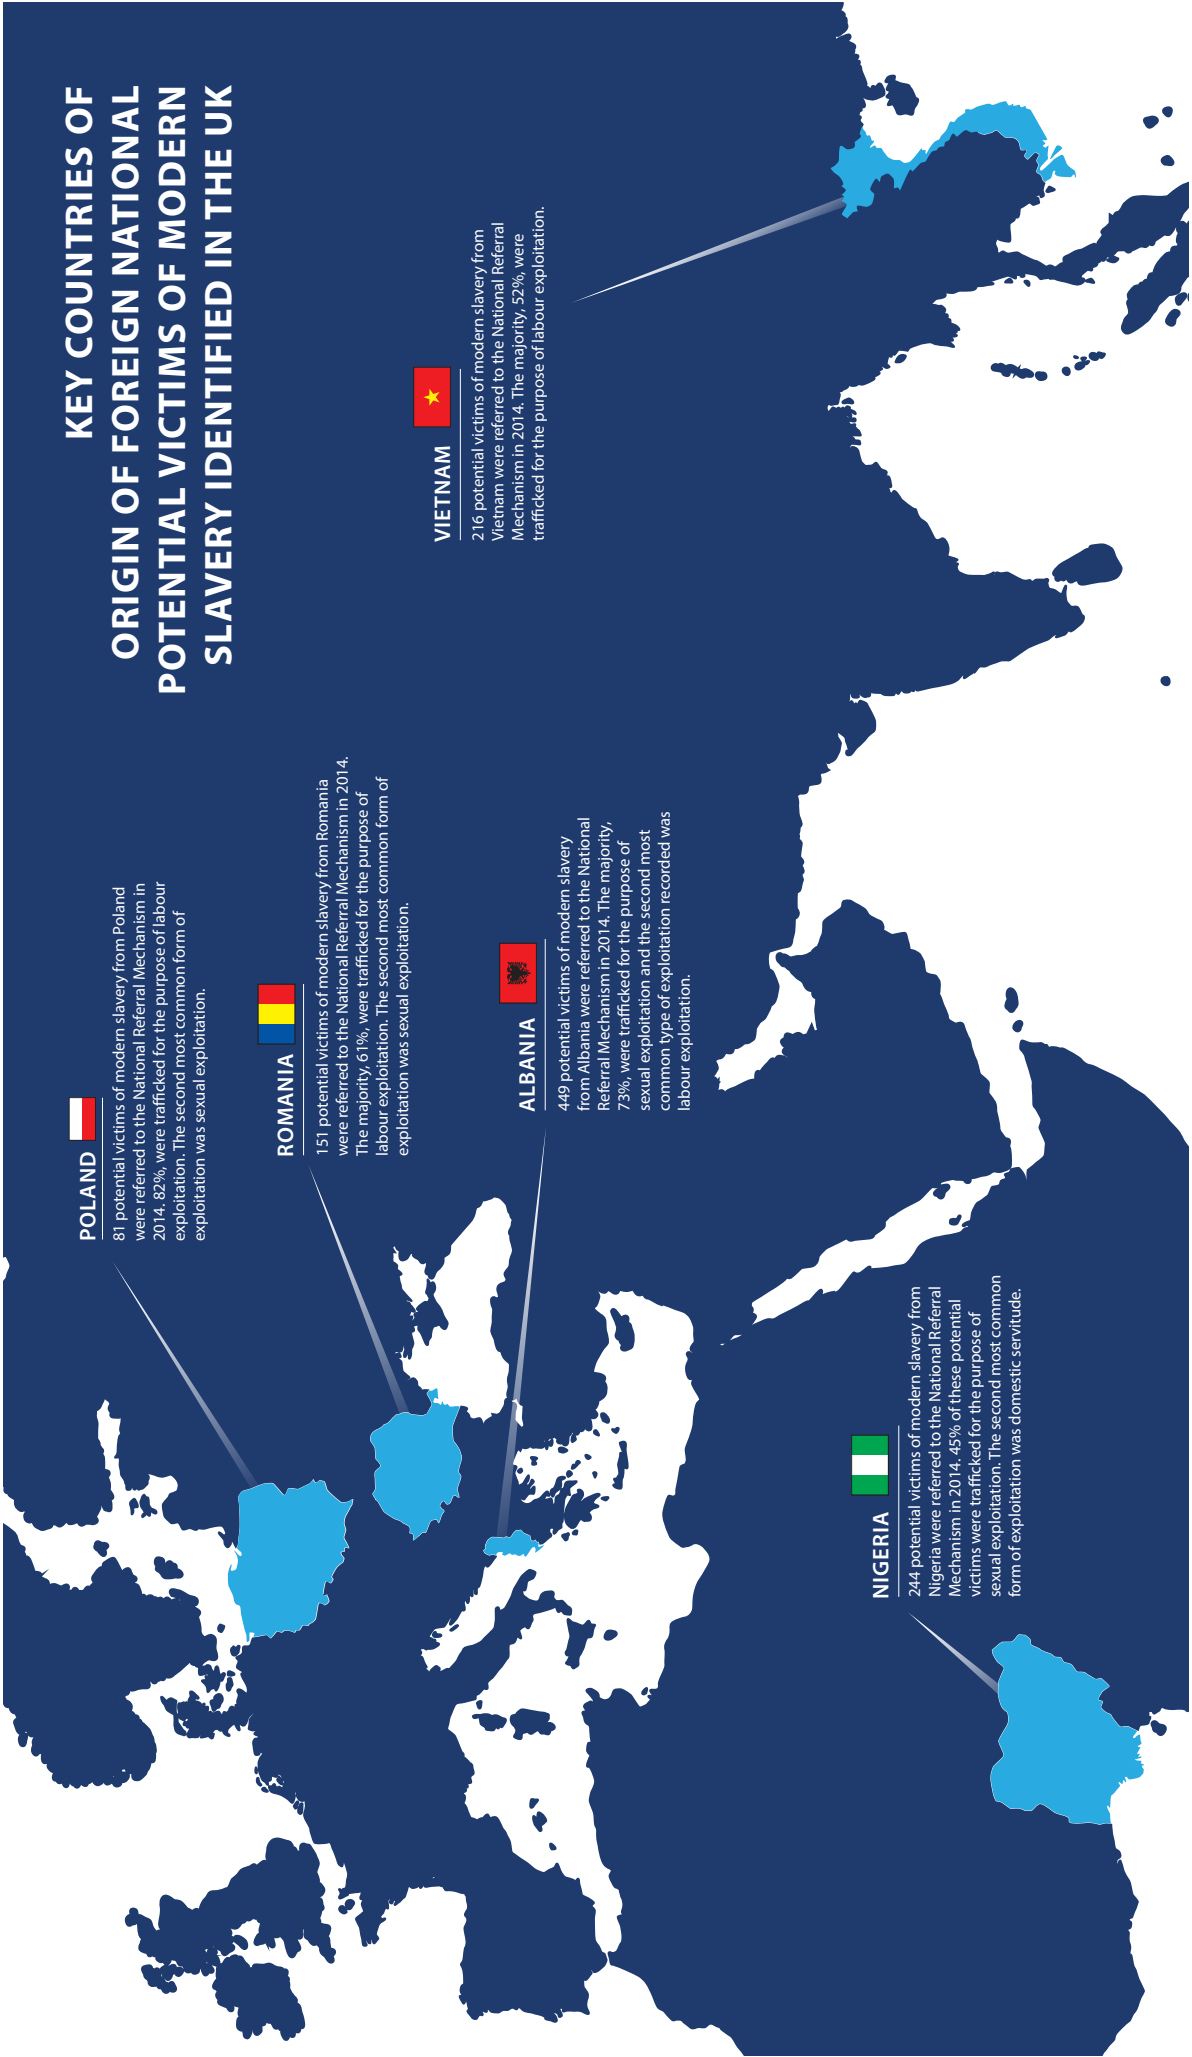 KEY COUNTRIES OF
ORIGIN OF FOREIGN NATIONAL
POTENTIAL VICTIMS OF MODERN
SLAVERY IDENTIFIED IN THE UK
POLAND
81 potential victims of modern slavery from Poland
were referred to the National Referral Mechanism in
2014. 82%, were trafficked for the purpose of labour
exploitation. The second most common form of
exploitation was sexual exploitation.
ROMANIA
151 potential victims of modern slavery from Romania
were referred to the National Referral Mechanism in 2014.
The majority, 61%, were trafficked for the purpose of
labour exploitation. The second most common form of
exploitation was sexual exploitation.
VIETNAM
216 potential victims of modern slavery from
Vietnam were referred to the National Referral
Mechanism in 2014. The majority, 52%, were
trafficked for the purpose of labour exploitation.
ALBANIA
449 potential victims of modern slavery
from Albania were referred to the National
Referral Mechanism in 2014. The majority,
73%, were trafficked for the purpose of
sexual exploitation and the second most
common type of exploitation recorded was
labour exploitation.
NIGERIA
244 potential victims of modern slavery from
Nigeria were referred to the National Referral
Mechanism in 2014. 45% of these potential
victims were trafficked for the purpose of
sexual exploitation. The second most common
form of exploitation was domestic servitude.